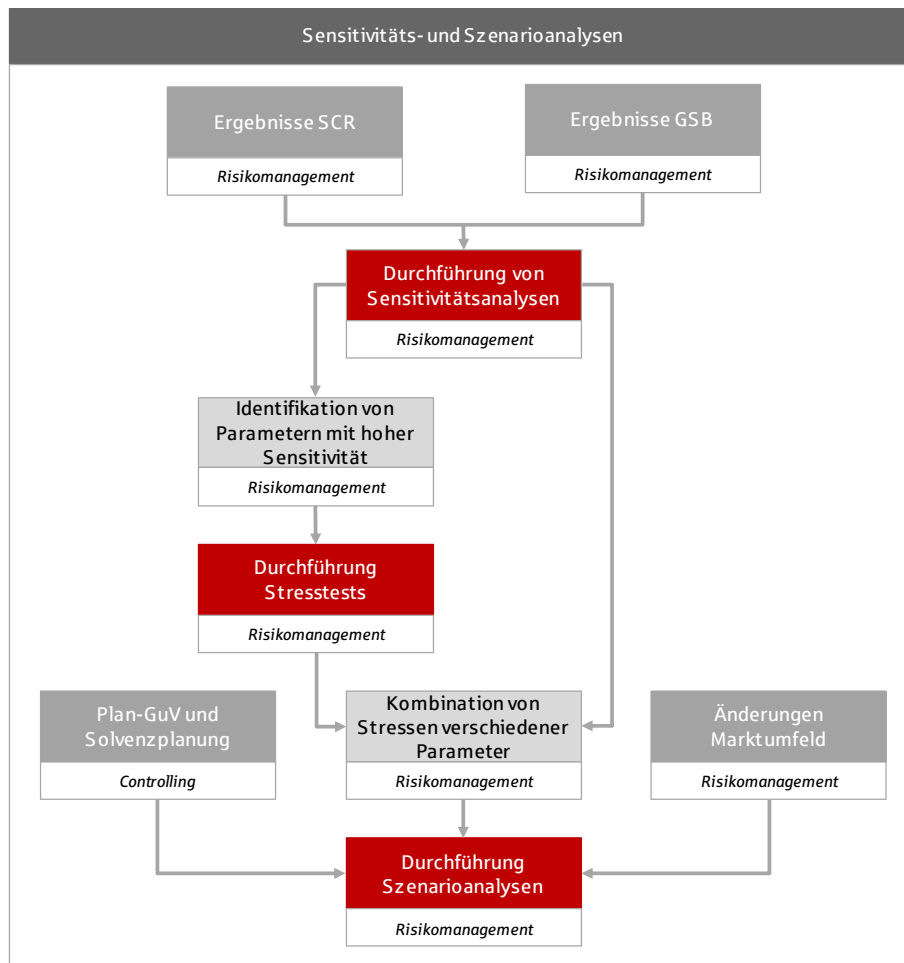 Sensitivitäts- und Szenarioanalysen
Ergebnisse SCR
Risikomanagement
Ergebnisse GSB
Risikomanagement
Durchführung von
Sensitivitätsanalysen
Risikomanagement
Identifikation von
Parametern mit hoher
Sensitivität
Risikomanagement
Durchführung
Stresstests
Risikomanagement
Plan-GuV und
Solvenzplanung
Controlling
Kombination von
Stressen verschiedener
Parameter
Risikomanagement
Änderungen
Marktumfeld
Risikomanagement
Durchführung
Szenarioanalysen
Risikomanagement